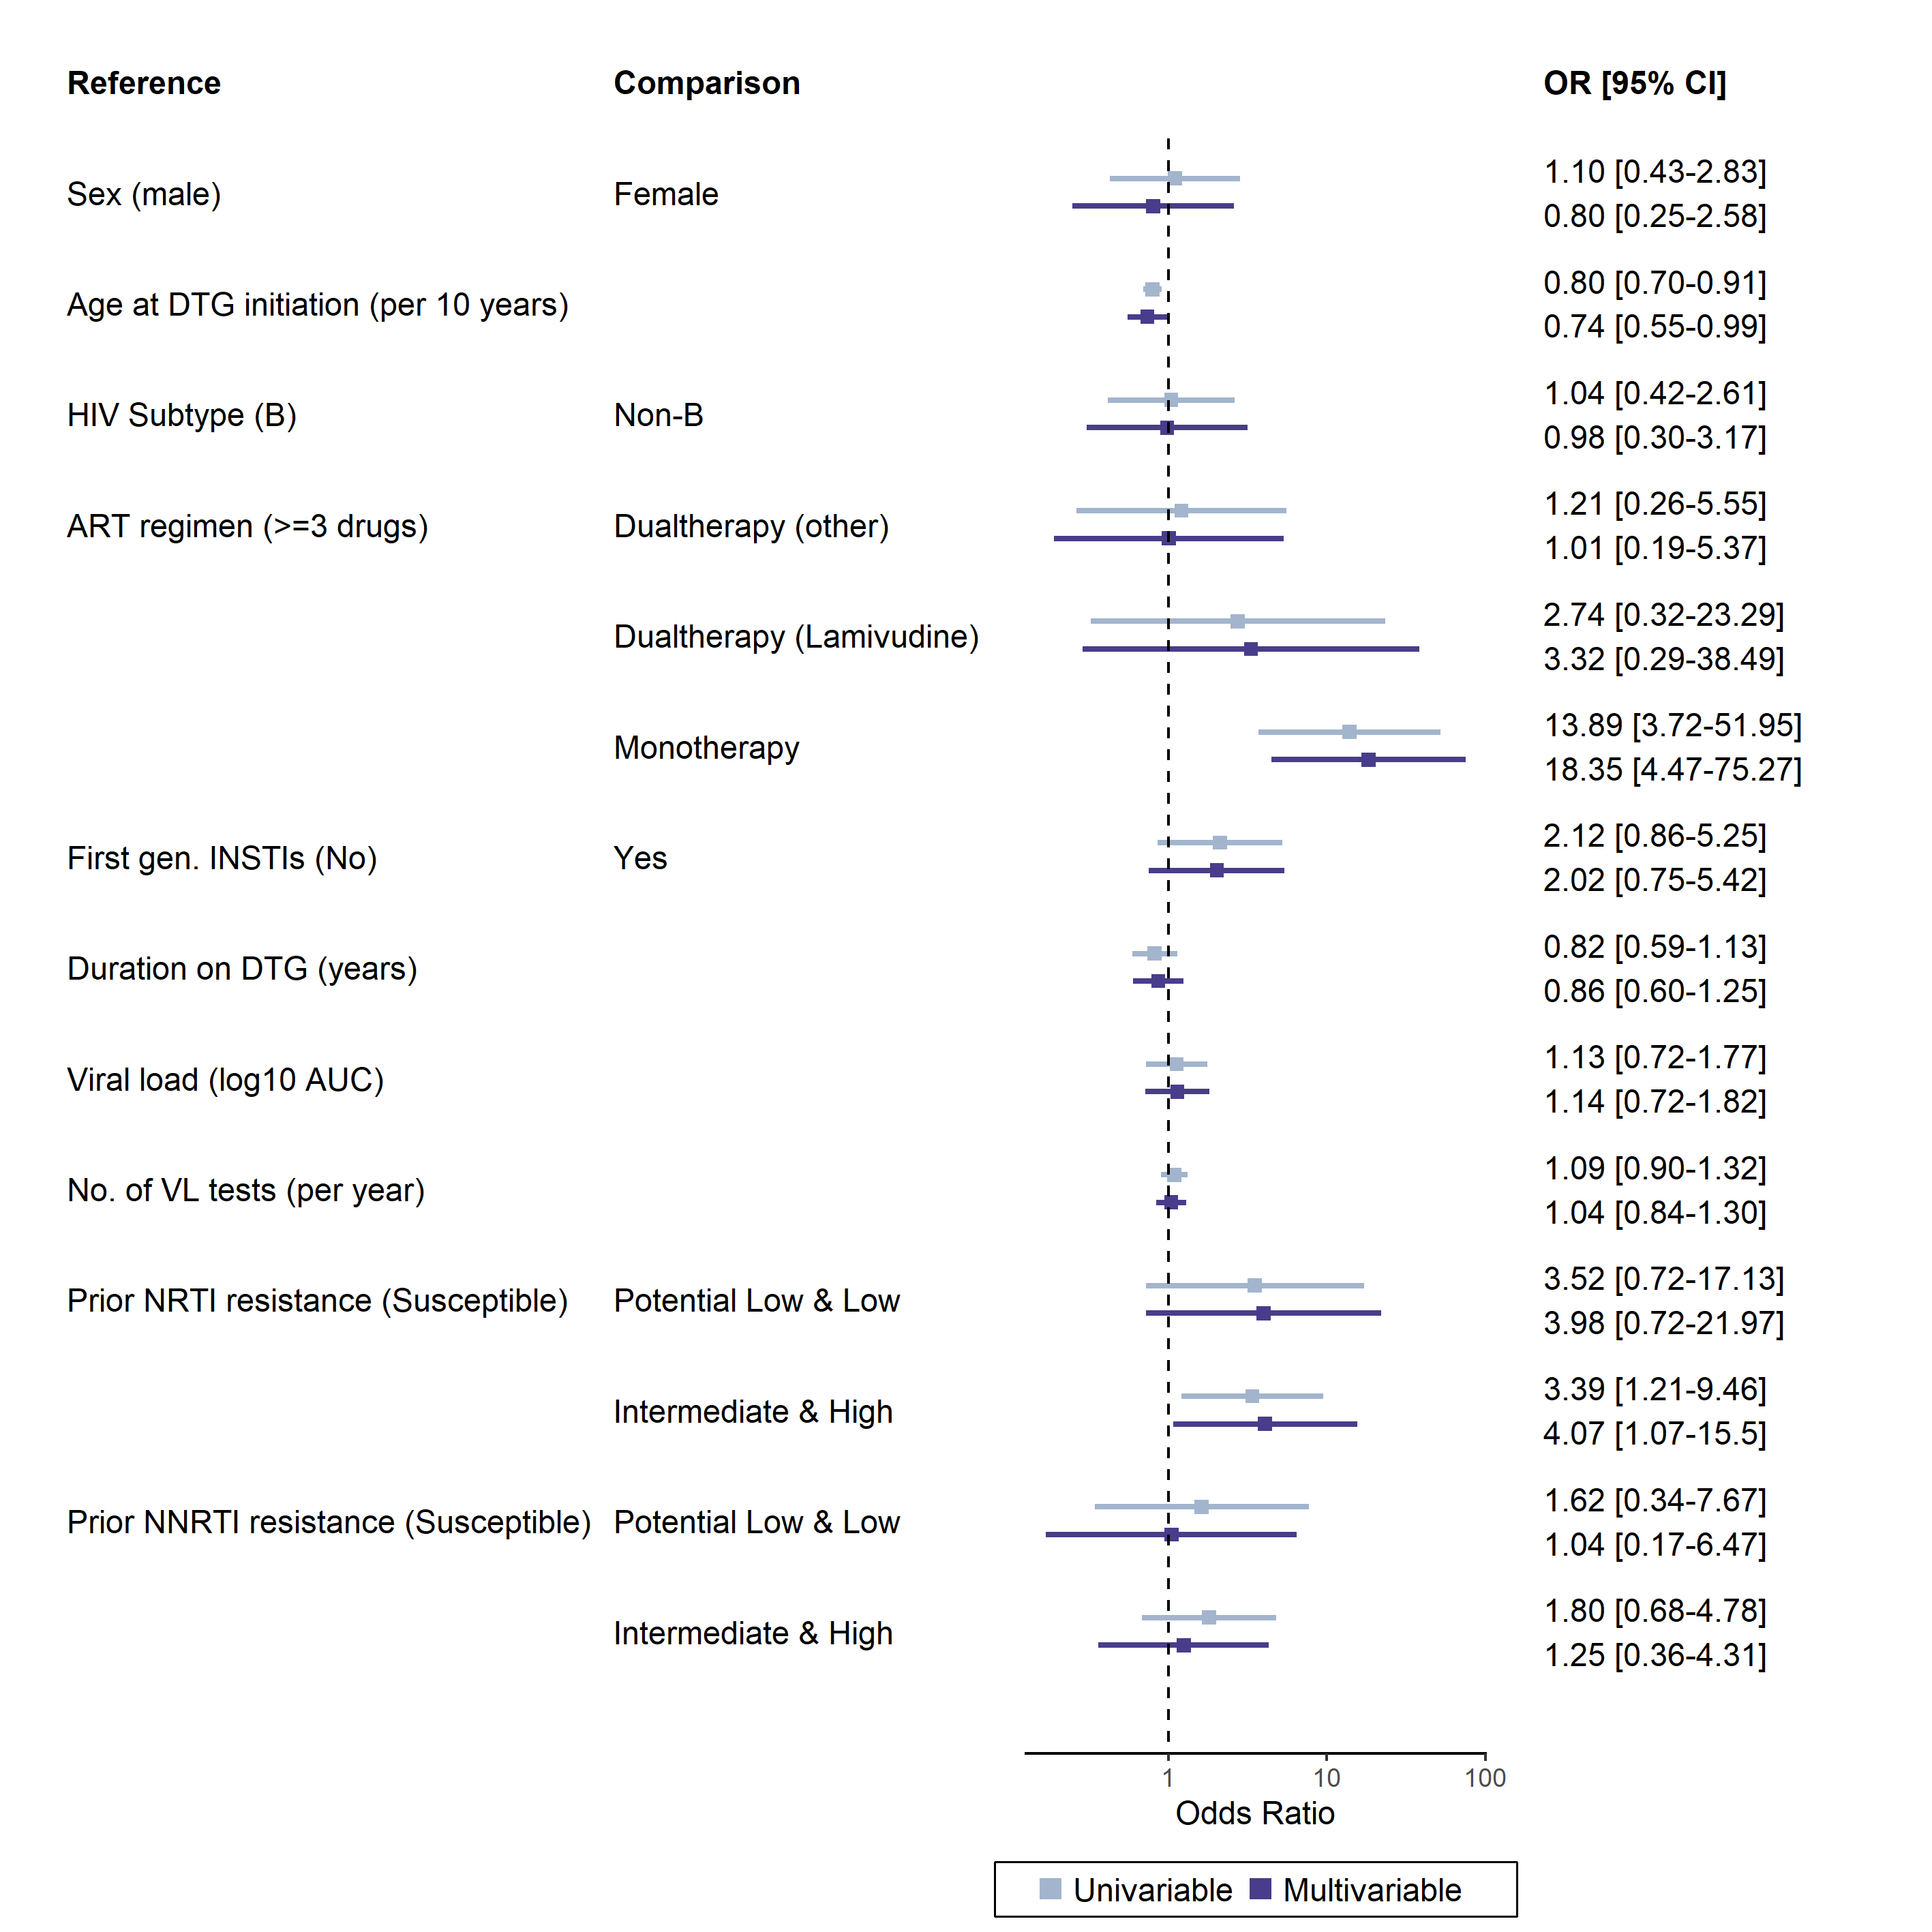 Reference Comparison OR [95% CI]
1.10 [0.43-2.83]
Sex (male) Female
0.80 [0.25-2.58]
0.80 [0.70-0.91]
Age at DTG initiation (per 10 years)
0.74 [0.55-0.99]
1.04 [0.42-2.61]
HIV Subtype (B) Non-B
0.98 [0.30-3.17]
1.21 [0.26-5.55]
ART regimen (>=3 drugs) Dualtherapy (other)
1.01 [0.19-5.37]
2.74 [0.32-23.29]
Dualtherapy (Lamivudine)
3.32 [0.29-38.49]
13.89 [3.72-51.95]
Monotherapy
18.35 [4.47-75.27]
2.12 [0.86-5.25]
First gen. INSTIs (No) Yes
2.02 [0.75-5.42]
0.82 [0.59-1.13]
Duration on DTG (years)
0.86 [0.60-1.25]
1.13 [0.72-1.77]
Viral load (log10 AUC)
1.14 [0.72-1.82]
1.09 [0.90-1.32]
No. of VL tests (per year)
1.04 [0.84-1.30]
3.52 [0.72-17.13]
Prior NRTI resistance (Susceptible) Potential Low & Low
3.98 [0.72-21.97]
3.39 [1.21-9.46]
Intermediate & High
4.07 [1.07-15.5]
1.62 [0.34-7.67]
Prior NNRTI resistance (Susceptible) Potential Low & Low
1.04 [0.17-6.47]
1.80 [0.68-4.78]
Intermediate & High
1.25 [0.36-4.31]
1 10 100
Odds Ratio
Univariable Multivariable